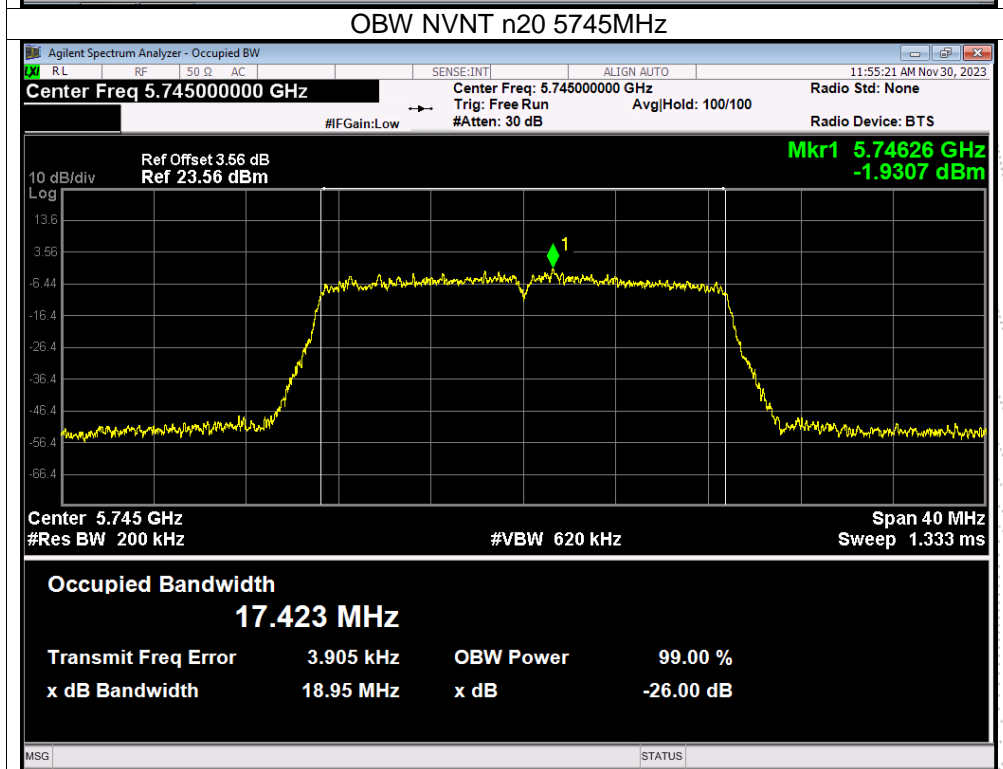 OBW NVNT n20 5745MHz
Agilent Spectrum Analyzer - Occupied BW
LXI RL RF 50 Ω AC SENSE:INT ALIGN AUTO 11:55:21 AM Nov 30, 2023
Center Freq 5.745000000 GHz Center Freq: 5.745000000 GHz Radio Std: None
Trig: Free Run Avg|Hold: 100/100
#IFGain:Low #Atten: 30 dB Radio Device: BTS
Ref Offset 3.56 dB Mkr1 5.74626 GHz
10 dB/div Ref 23.56 dBm -1.9307 dBm
Log
13.6
3.56
1
-6.44
-16.4
-26.4
-36.4
-46.4
-56.4
-66.4
Center 5.745 GHz Span 40 MHz
#Res BW 200 kHz #VBW 620 kHz Sweep 1.333 ms
Occupied Bandwidth
17.423 MHz
Transmit Freq Error 3.905 kHz OBW Power 99.00 %
x dB Bandwidth 18.95 MHz x dB -26.00 dB
MSG STATUS